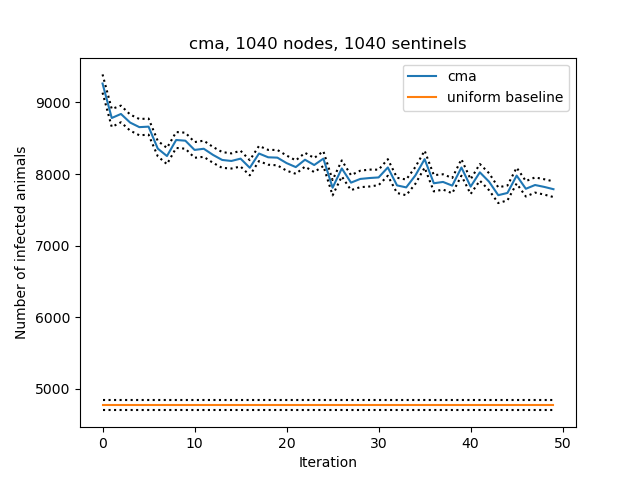 cma, 1040 nodes, 1040 sentinels
cma
uniform baseline
Number of infected animals
9000
8000
7000
6000
5000
0 10 20 30 40 50
Iteration